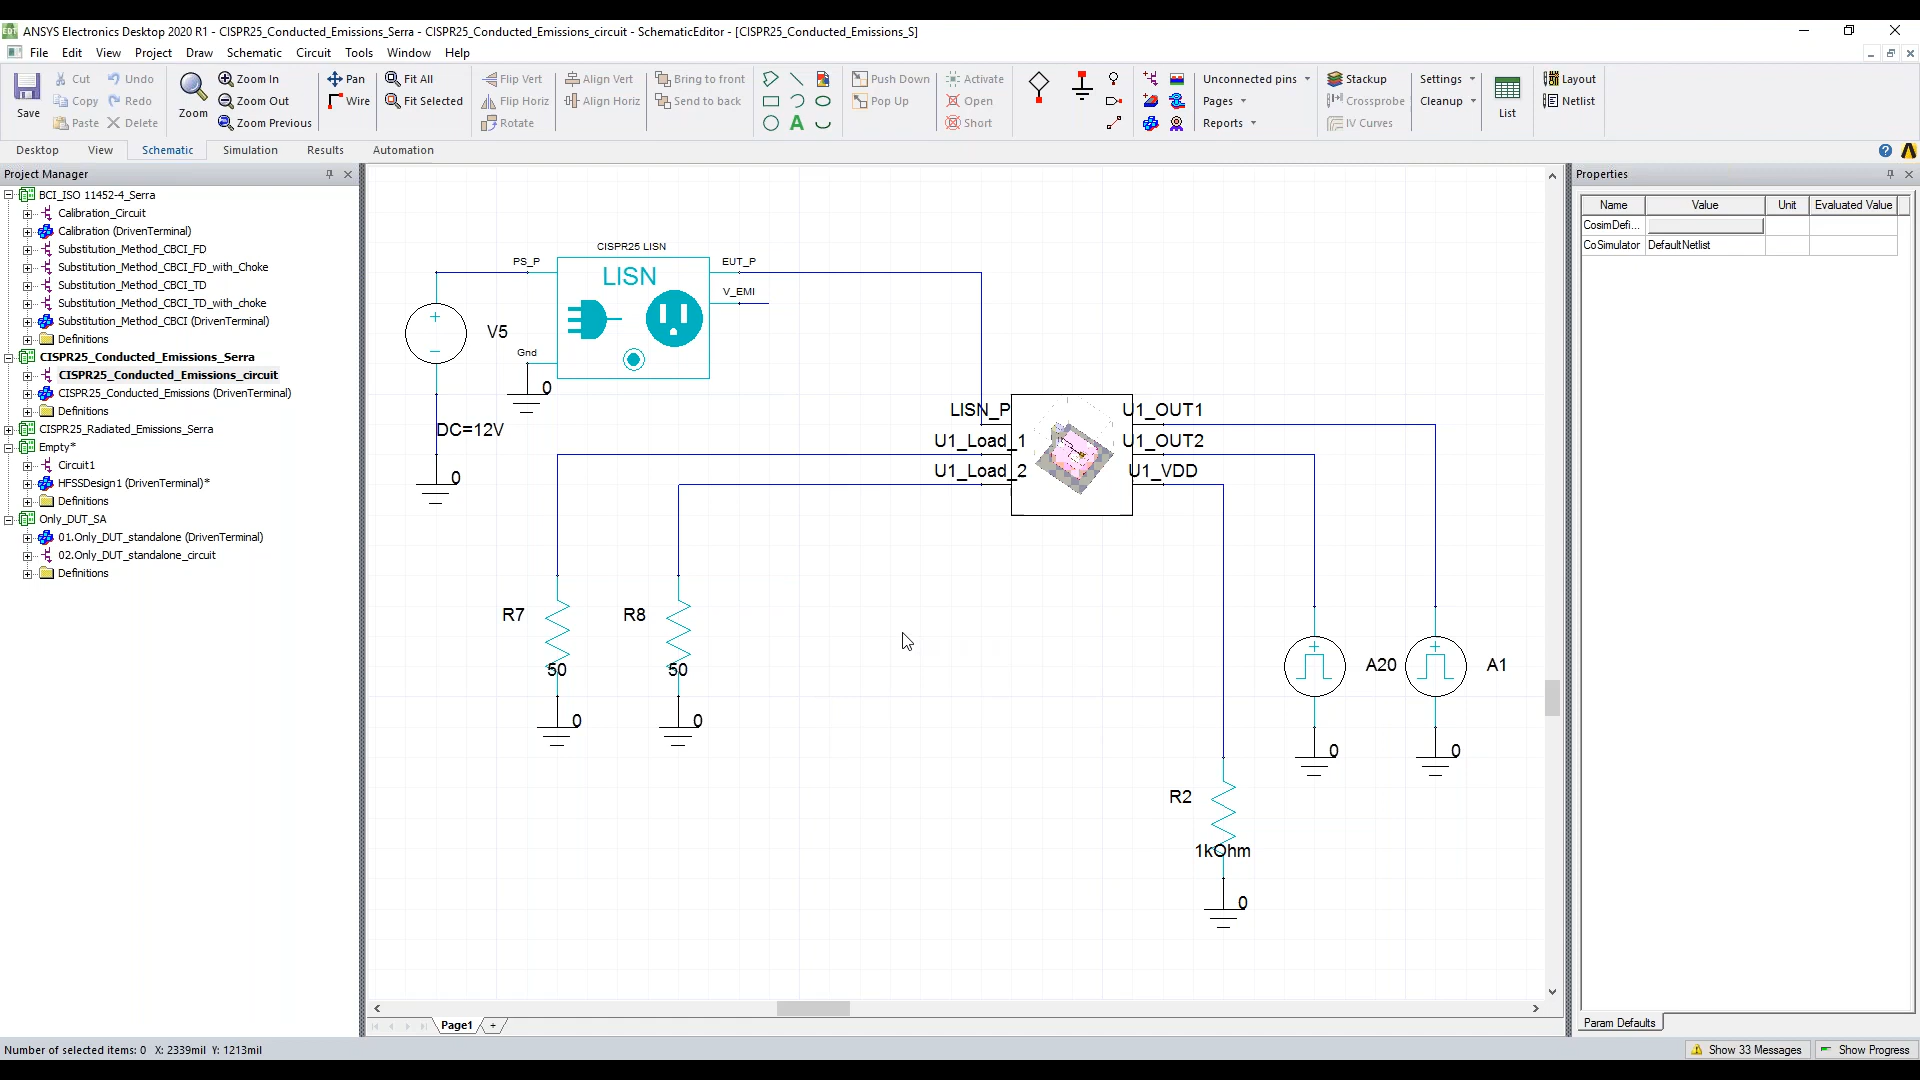 ANSYS Electronics Desktop 2020 R1 - CISPR25_Conducted_Emissions_Serra - CISPR25_Conducted_Emissions_circuit - SchematicEditor - [CISPR25_Conducted_Emissions_S]
File Edit View Project Draw Schematic Circuit Tools Window Help
Save
Cut
Copy
Paste
Undo
Redo
Delete
Zoom
Zoom In
Zoom Out
Zoom Previous
Pan
Wire
Fit All
Fit Selected
Flip Vert
Flip Horiz
Rotate
Align Vert
Align Horiz
Bring to front
Send to back
A
Push Down
Pop Up
Activate
Open
Short
Unconnected pins
Pages
Reports
Stackup
Crossprobe
IV Curves
Settings
Cleanup
List
Layout
Netlist
Desktop View Schematic Simulation Results Automation
Project Manager
BCI_ISO 11452-4_Serra
Calibration_Circuit
Calibration (DrivenTerminal)
Substitution_Method_CBCI_FD
Substitution_Method_CBCI_FD_with_Choke
Substitution_Method_CBCI_TD
Substitution_Method_CBCI_TD_with_choke
Substitution_Method_CBCI (DrivenTerminal)
Definitions
CISPR25_Conducted_Emissions_Serra
CISPR25_Conducted_Emissions_circuit
CISPR25_Conducted_Emissions (DrivenTerminal)
Definitions
CISPR25_Radiated_Emissions_Serra
Empty*
Circuit1
HFSSDesign1 (DrivenTerminal)*
Definitions
Only_DUT_SA
01.Only_DUT_standalone (DrivenTerminal)
02.Only_DUT_standalone_circuit
Definitions
CISPR25 LISN
PS_P
LISN
EUT_P
V_EMI
V5
Gnd
0
DC=12V
0
LISN_P
U1_Load_1
U1_Load_2
U1_OUT1
U1_OUT2
U1_VDD
R7
50
0
R8
50
0
A20
0
A1
0
R2
1kOhm
0
Page1
+
Properties
Name Value Unit Evaluated Value
CosimDefi...
CoSimulator DefaultNetlist
Param Defaults
Number of selected items: 0 X: 2339mil Y: 1213mil
Show 33 Messages
Show Progress